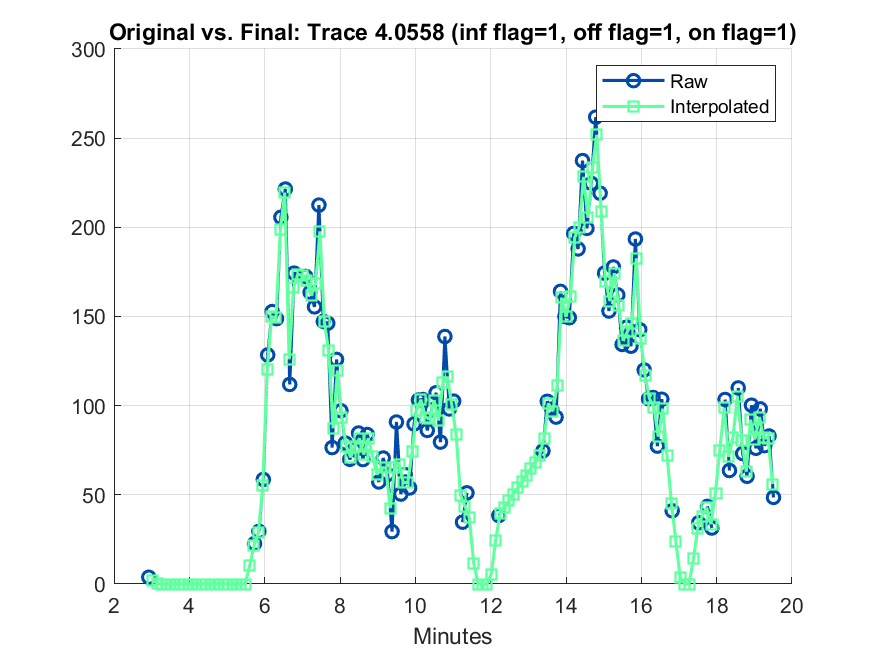 Original vs. Final: Trace 4.0558 (inf flag=1, off flag=1, on flag=1)
300
250
200
150
100
50
0
Raw
Interpolated
2 4 6 8 10 12 14 16 18 20
Minutes